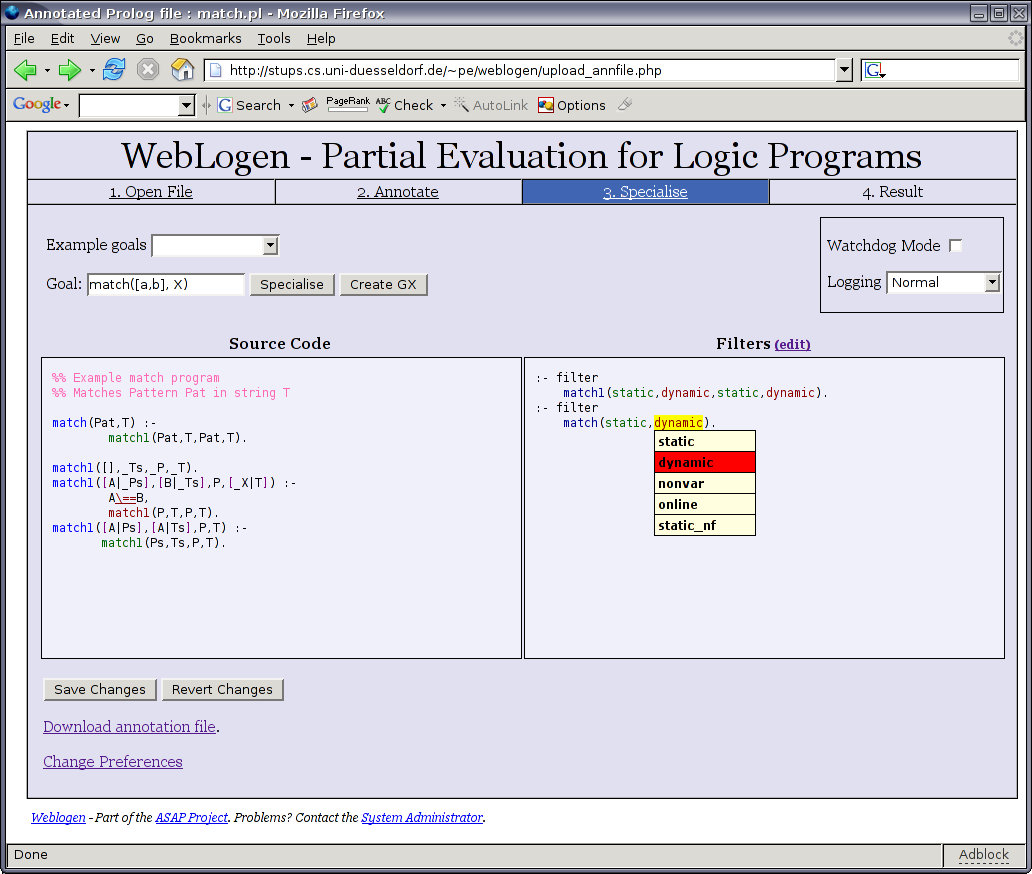 Annotated Prolog file : match.pl - Mozilla Firefox
File Edit View Go Bookmarks Tools Help
http://stups.cs.uni-duesseldorf.de/~pe/weblogen/upload_annfile.php
G
Google G Search PageRank ABC Check AutoLink Options
WebLogen - Partial Evaluation for Logic Programs
1. Open File 2. Annotate 3. Specialise 4. Result
Example goals
Watchdog Mode
Goal: match([a,b], X) Specialise Create GX
Logging Normal
Source Code
%% Example match program
%% Matches Pattern Pat in string T
match(Pat,T) :-
match1(Pat,T,Pat,T).
match1([],_Ts,_P,_T).
match1([A|_Ps],[B|_Ts],P,[_X|T]) :-
A\==B,
match1(P,T,P,T).
match1([A|Ps],[A|Ts],P,T) :-
match1(Ps,Ts,P,T).
Filters (edit)
:- filter
match1(static,dynamic,static,dynamic).
:- filter
match(static,dynamic).
static
dynamic
nonvar
online
static_nf
Save Changes Revert Changes
Download annotation file.
Change Preferences
Weblogen - Part of the ASAP Project. Problems? Contact the System Administrator.
Done Adblock